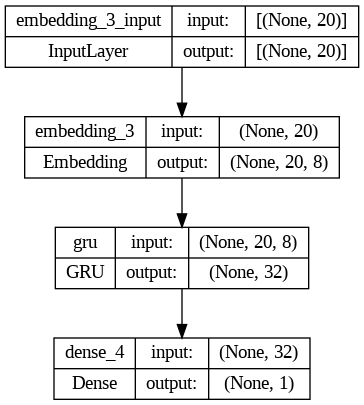 embedding_3_input input: [(None, 20)]
InputLayer output: [(None, 20)]
embedding_3 input: (None, 20)
Embedding output: (None, 20, 8)
gru input: (None, 20, 8)
GRU output: (None, 32)
dense_4 input: (None, 32)
Dense output: (None, 1)